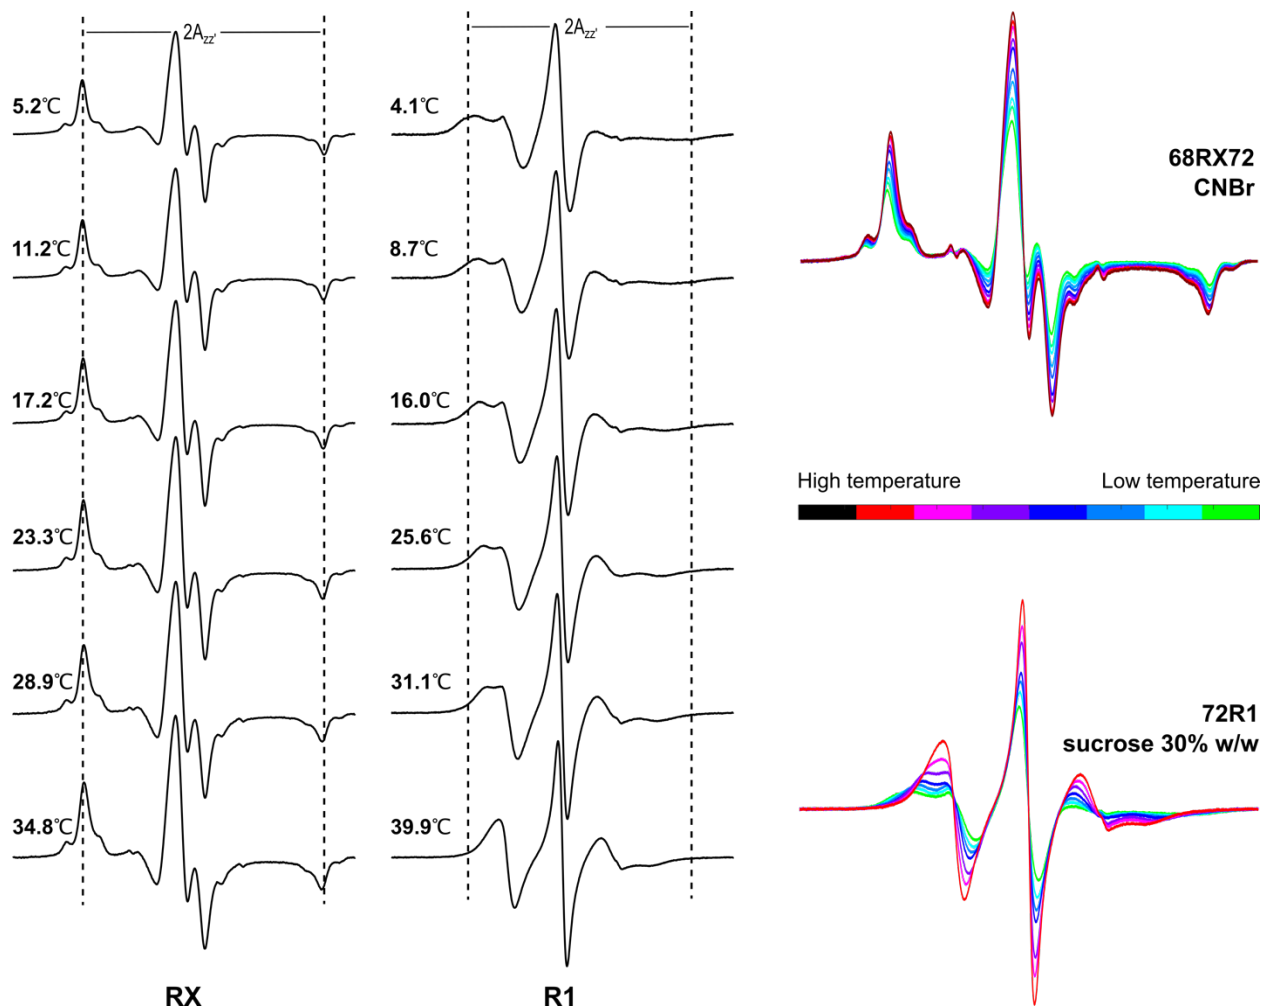 2Azz'
5.2℃
11.2℃
17.2℃
23.3℃
28.9℃
34.8℃
RX
2Azz'
4.1℃
8.7℃
16.0℃
25.6℃
31.1℃
39.9℃
R1
68RX72
CNBr
High temperature Low temperature
72R1
sucrose 30% w/w